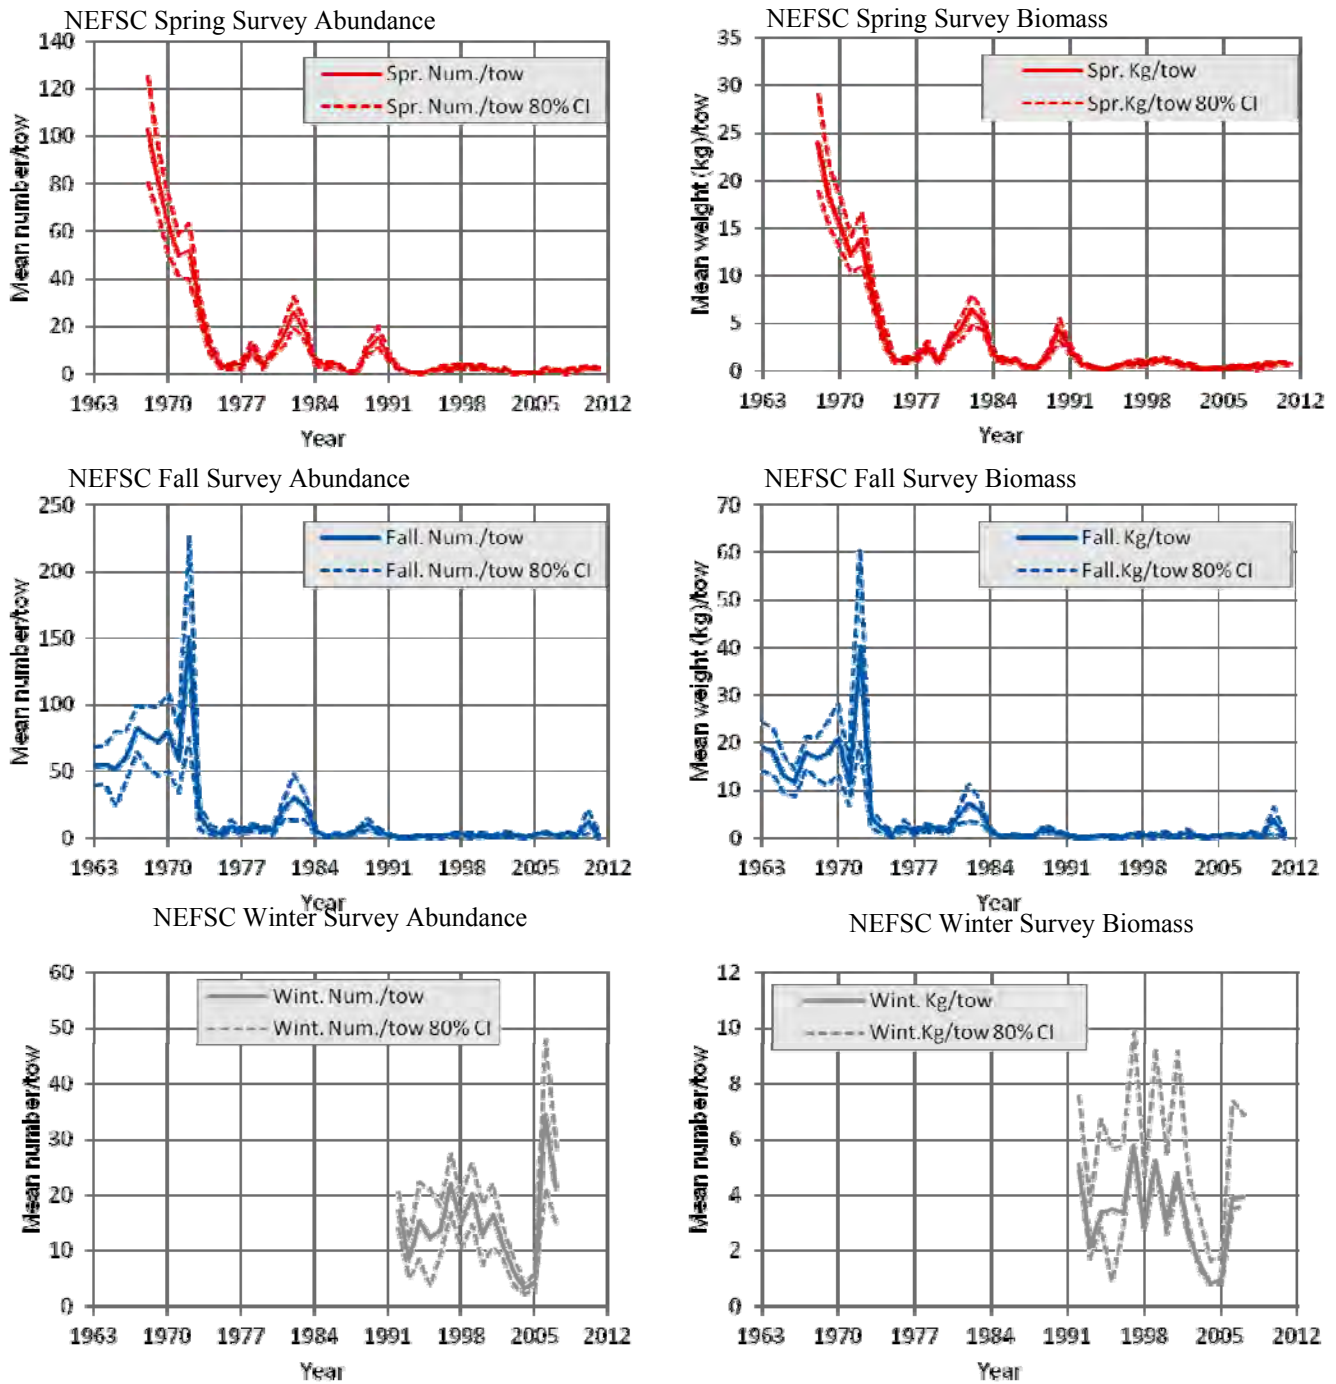 NEFSC Spring Survey Abundance
140
120
100
80
60
40
20
0
Mean number/tow
Spr. Num./tow
Spr. Num./tow 80% CI
1963 1970 1977 1984 1991 1998 2005 2012
Year
NEFSC Spring Survey Biomass
35
30
25
20
15
10
5
0
Mean weight (kg)/tow
Spr. Kg/tow
Spr.Kg/tow 80% CI
1963 1970 1977 1984 1991 1998 2005 2012
Year
NEFSC Fall Survey Abundance
250
200
150
100
50
0
Mean number/tow
Fall. Num./tow
Fall. Num./tow 80% CI
1963 1970 1977 1984 1991 1998 2005 2012
Year
NEFSC Fall Survey Biomass
70
60
50
40
30
20
10
0
Mean weight (kg)/tow
Fall. Kg/tow
Fall.Kg/tow 80% CI
1963 1970 1977 1984 1991 1998 2005 2012
Year
NEFSC Winter Survey Abundance
60
50
40
30
20
10
0
Mean number/tow
Wint. Num./tow
Wint. Num./tow 80% CI
1963 1970 1977 1984 1991 1998 2005 2012
Year
NEFSC Winter Survey Biomass
12
10
8
6
4
2
0
Mean number/tow
Wint. Kg/tow
Wint.Kg/tow 80% CI
1963 1970 1977 1984 1991 1998 2005 2012
Year